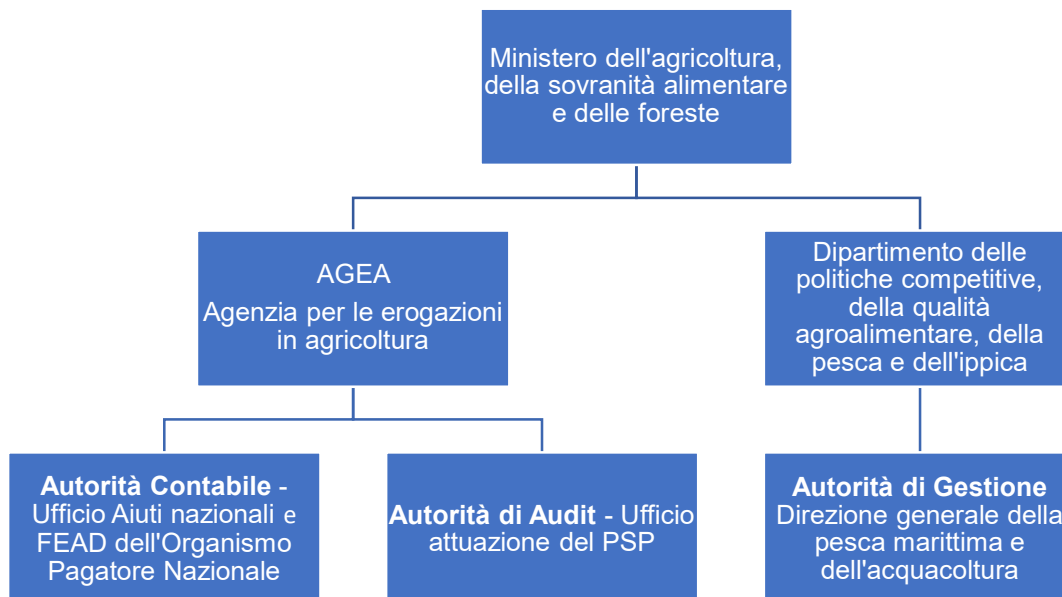 Ministero dell'agricoltura,
della sovranità alimentare
e delle foreste
AGEA
Agenzia per le erogazioni
in agricoltura
Dipartimento delle
politiche competitive,
della qualità
agroalimentare, della
pesca e dell'ippica
Autorità Contabile -
Ufficio Aiuti nazionali e
FEAD dell'Organismo
Pagatore Nazionale
Autorità di Audit - Ufficio
attuazione del PSP
Autorità di Gestione
Direzione generale della
pesca marittima e
dell'acquacoltura